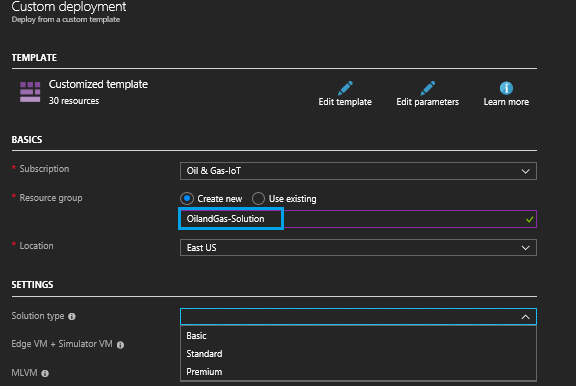 Custom deployment
Deploy from a custom template
TEMPLATE
Customized template
30 resources
Edit template
Edit parameters
Learn more
BASICS
* Subscription
Oil & Gas-IoT
* Resource group
Create new
Use existing
OilandGas-Solution
* Location
East US
SETTINGS
Solution type
Basic
Edge VM + Simulator VM
Standard
MLVM
Premium